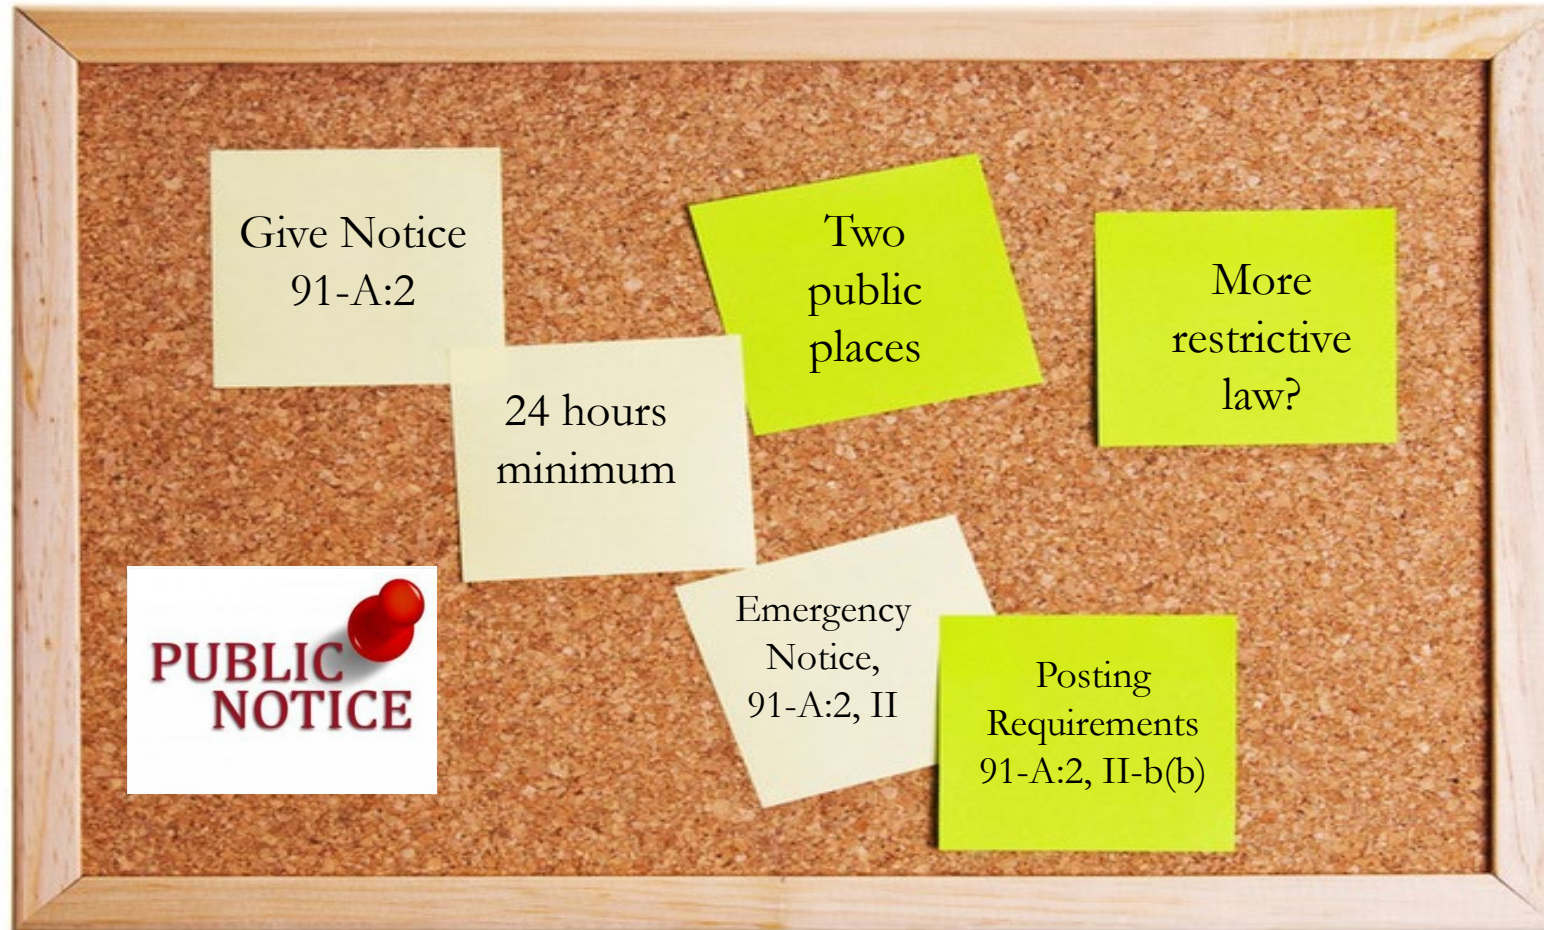 Give Notice
91-A:2
24 hours
minimum
Two
public
places
More
restrictive
law?
PUBLIC
NOTICE
Emergency
Notice,
91-A:2, II
Posting
Requirements
91-A:2, II-b(b)